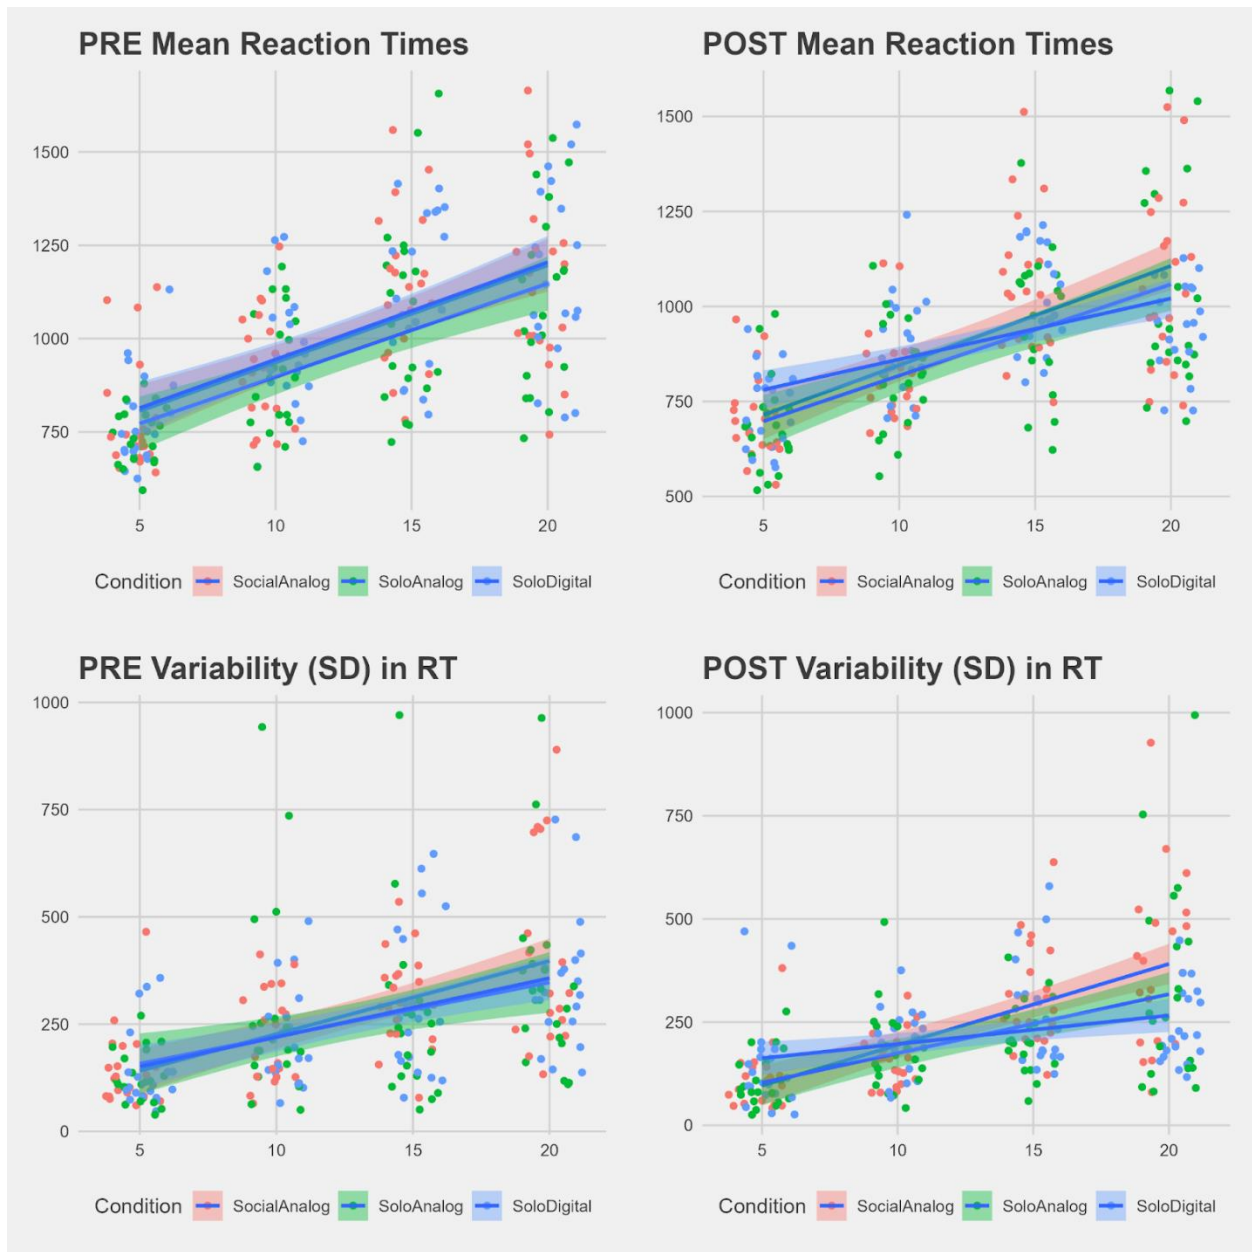 PRE Mean Reaction Times
1500
1250
1000
750
5 10 15 20
Condition SocialAnalog SoloAnalog SoloDigital
POST Mean Reaction Times
1500
1250
1000
750
500
5 10 15 20
Condition SocialAnalog SoloAnalog SoloDigital
PRE Variability (SD) in RT
1000
750
500
250
0
5 10 15 20
Condition SocialAnalog SoloAnalog SoloDigital
POST Variability (SD) in RT
1000
750
500
250
0
5 10 15 20
Condition SocialAnalog SoloAnalog SoloDigital